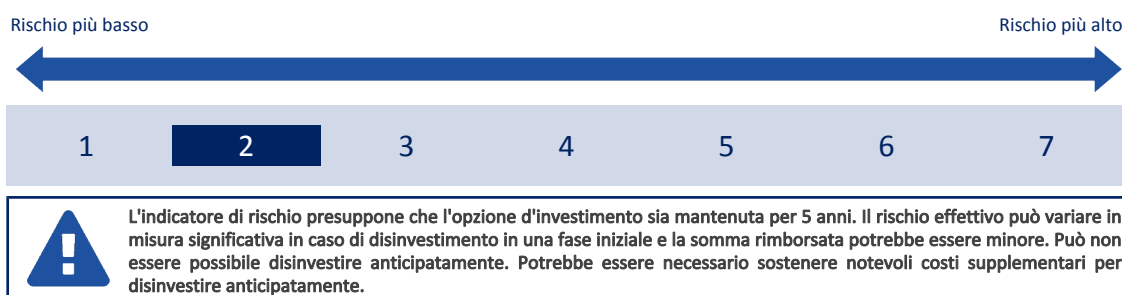 Rischio più basso Rischio più alto
1 2 3 4 5 6 7
L'indicatore di rischio presuppone che l'opzione d'investimento sia mantenuta per 5 anni. Il rischio effettivo può variare in
misura significativa in caso di disinvestimento in una fase iniziale e la somma rimborsata potrebbe essere minore. Può non
essere possibile disinvestire anticipatamente. Potrebbe essere necessario sostenere notevoli costi supplementari per
disinvestire anticipatamente.